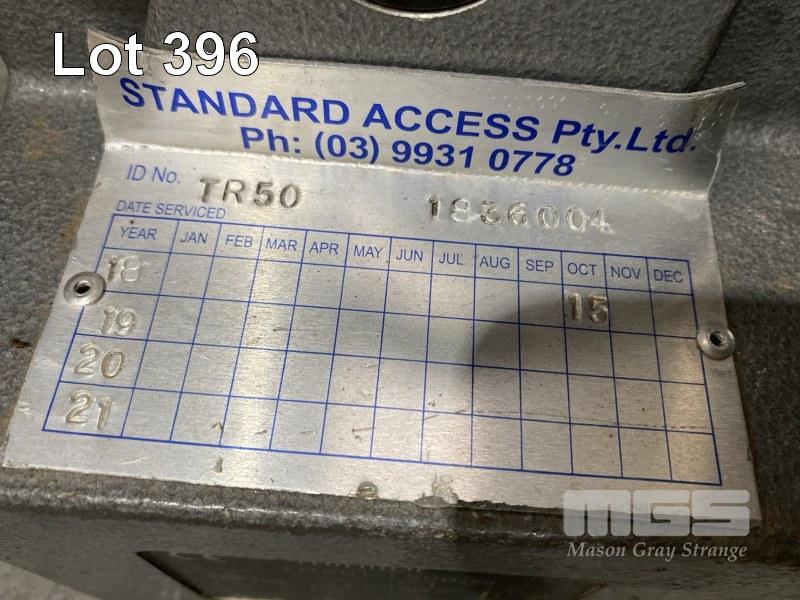 Lot 396
STANDARD ACCESS Pty.Ltd.
Ph: (03) 9931 0778
ID No. TR50 1836004
DATE SERVICED
YEAR JAN FEB MAR APR MAY JUN JUL AUG SEP OCT NOV DEC
18 15
19
20
21
MGS
Mason Gray Strange